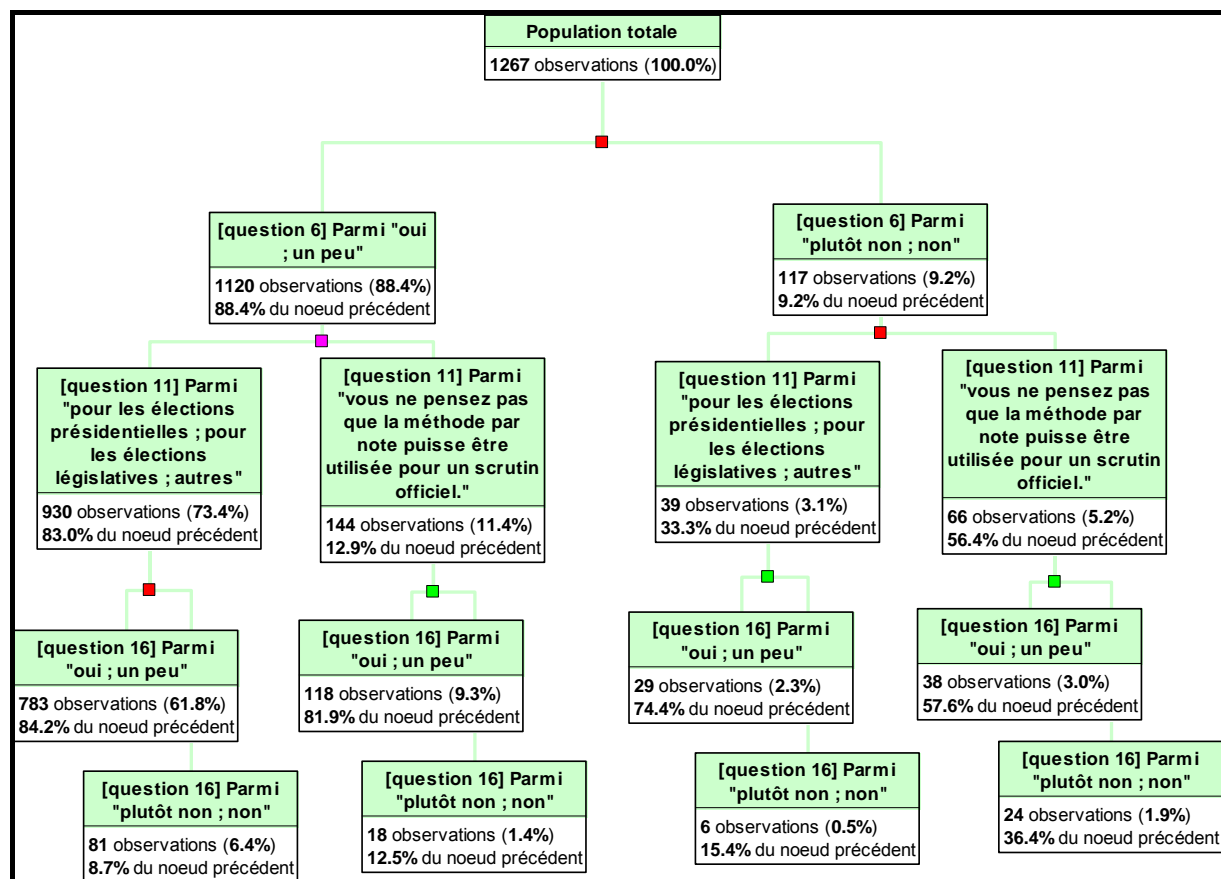 Population totale
1267 observations (100.0%)
[question 6] Parmi "oui
; un peu"
1120 observations (88.4%)
88.4% du noeud précédent
[question 6] Parmi
"plutôt non ; non"
117 observations (9.2%)
9.2% du noeud précédent
[question 11] Parmi
"pour les élections
présidentielles ; pour
les élections
législatives ; autres"
930 observations (73.4%)
83.0% du noeud précédent
[question 11] Parmi
"vous ne pensez pas
que la méthode par
note puisse être
utilisée pour un scrutin
officiel."
144 observations (11.4%)
12.9% du noeud précédent
[question 11] Parmi
"pour les élections
présidentielles ; pour
les élections
législatives ; autres"
39 observations (3.1%)
33.3% du noeud précédent
[question 11] Parmi
"vous ne pensez pas
que la méthode par
note puisse être
utilisée pour un scrutin
officiel."
66 observations (5.2%)
56.4% du noeud précédent
[question 16] Parmi
"oui ; un peu"
783 observations (61.8%)
84.2% du noeud précédent
[question 16] Parmi
"oui ; un peu"
118 observations (9.3%)
81.9% du noeud précédent
[question 16] Parmi
"oui ; un peu"
29 observations (2.3%)
74.4% du noeud précédent
[question 16] Parmi
"oui ; un peu"
38 observations (3.0%)
57.6% du noeud précédent
[question 16] Parmi
"plutôt non ; non"
81 observations (6.4%)
8.7% du noeud précédent
[question 16] Parmi
"plutôt non ; non"
18 observations (1.4%)
12.5% du noeud précédent
[question 16] Parmi
"plutôt non ; non"
6 observations (0.5%)
15.4% du noeud précédent
[question 16] Parmi
"plutôt non ; non"
24 observations (1.9%)
36.4% du noeud précédent